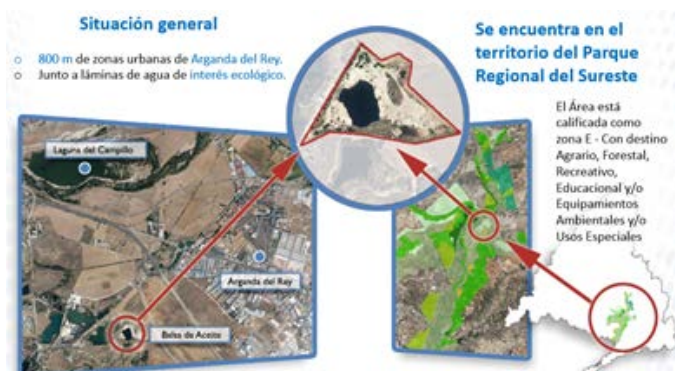 Situación general
800 m de zonas urbanas de Arganda del Rey.
Junto a láminas de agua de interés ecológico.
Se encuentra en el
territorio del Parque
Regional del Sureste
El Área está
calificada como
zona E - Con destino
Agrario, Forestal,
Recreativo,
Educacional y/o
Equipamientos
Ambientales y/o
Usos Especiales
Laguna del Campillo
Arganda del Rey
Balsa de Aceite